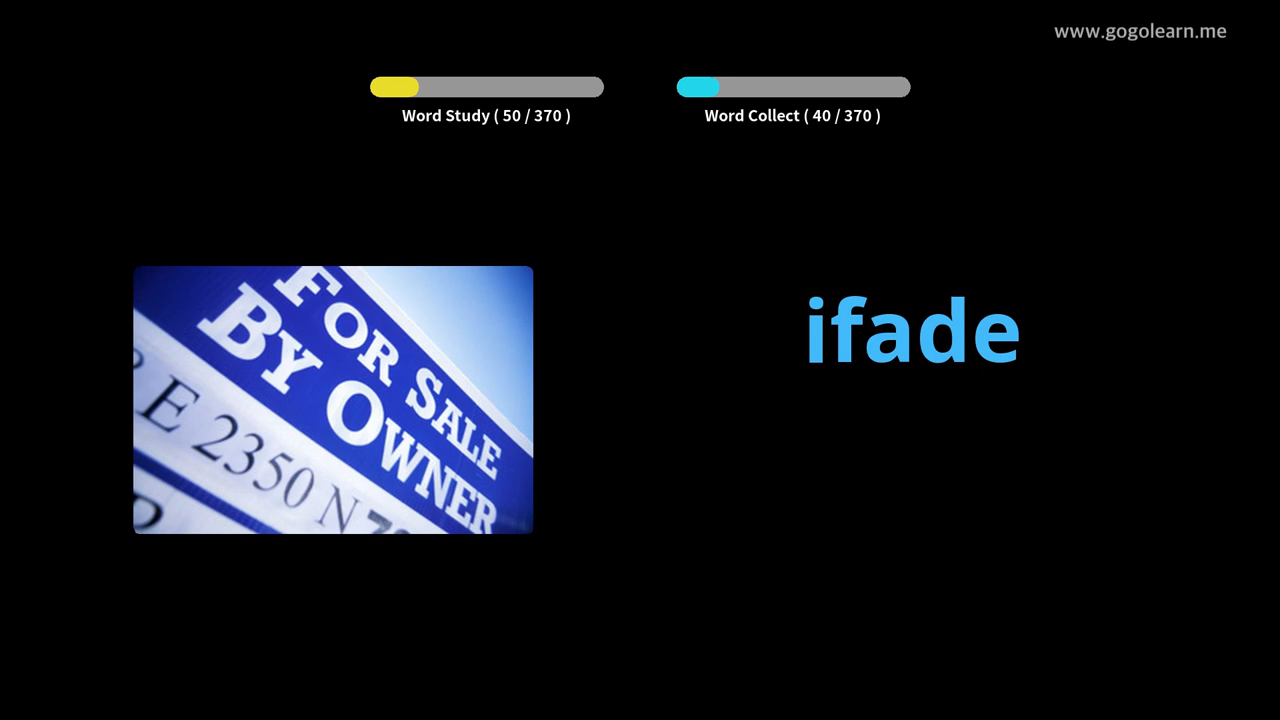 www.gogolearn.me
Word Study ( 50 / 370 )
Word Collect ( 40 / 370 )
FOR SALE
BY OWNER
E 2350 N
ifade